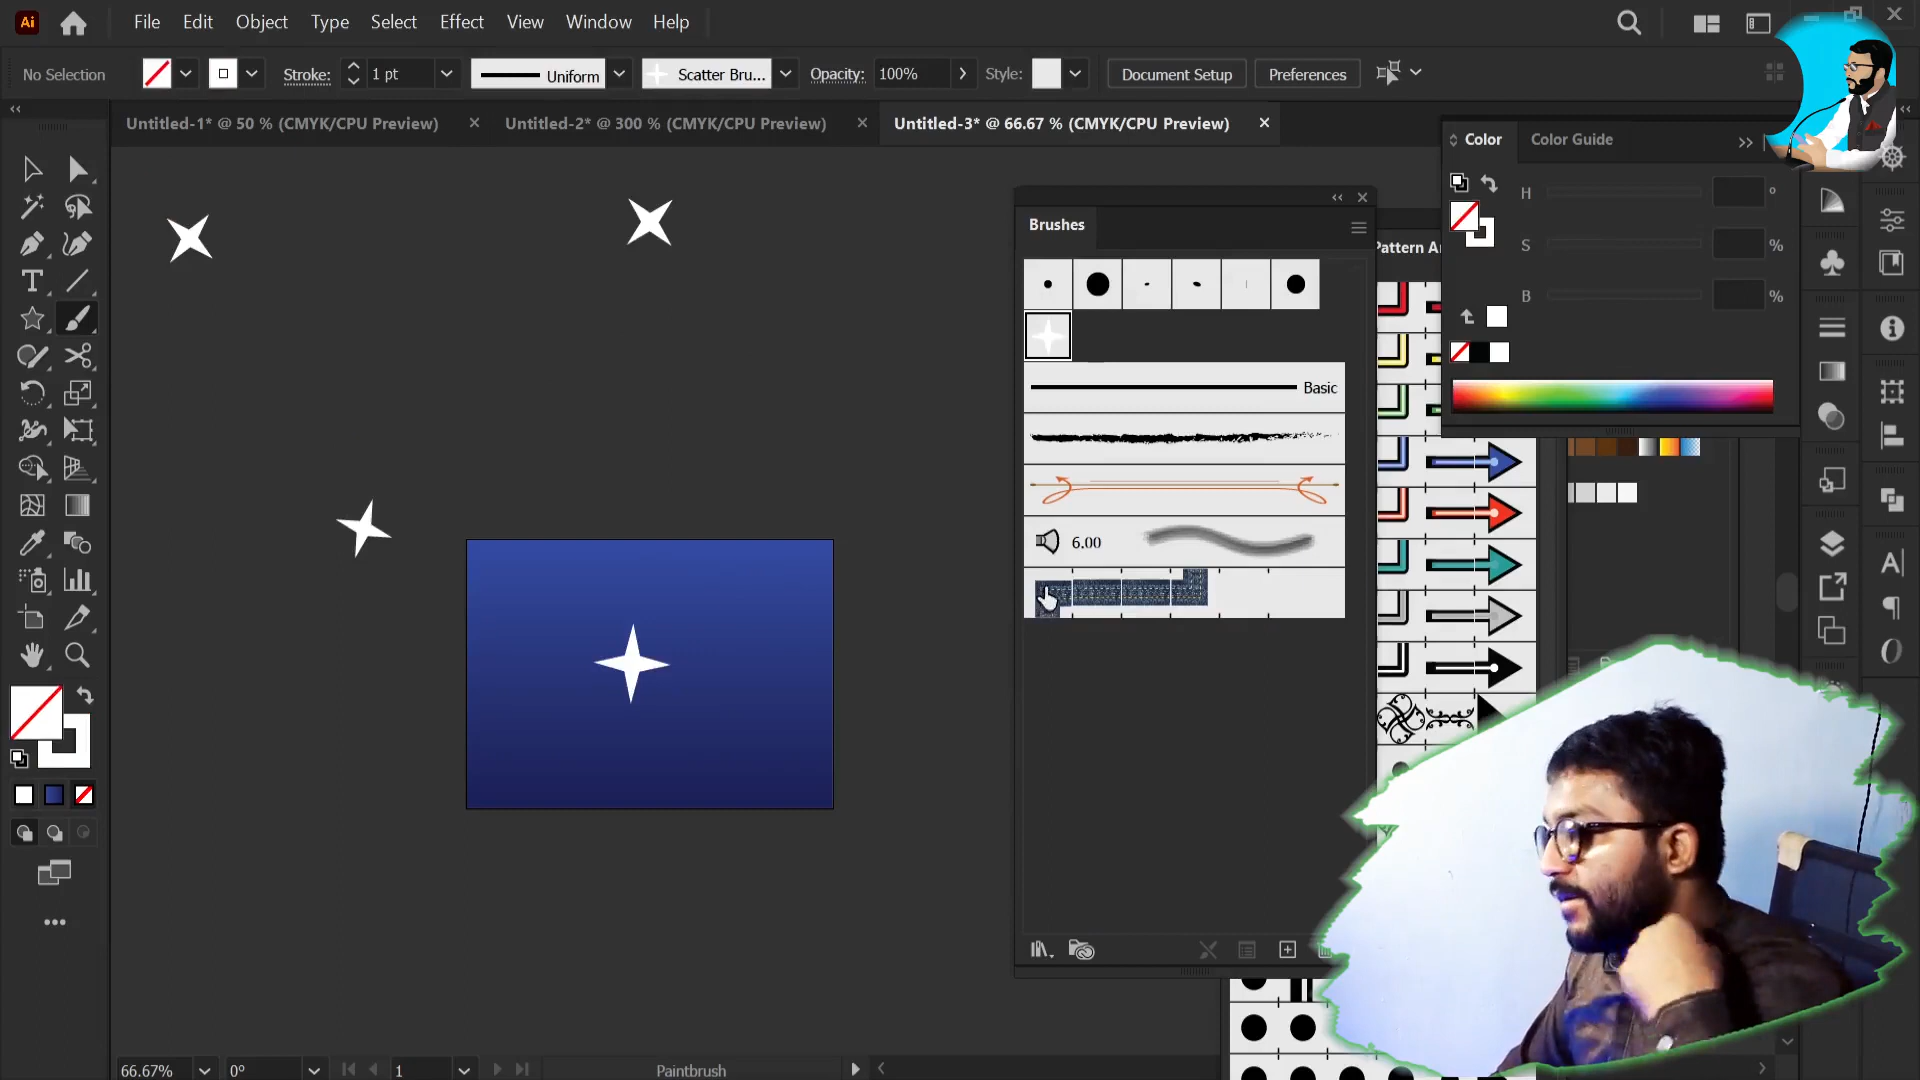 Ai File Edit Object Type Select Effect View Window Help
No Selection Stroke: 1 pt Uniform Scatter Bru... Opacity: 100% Style: Document Setup Preferences
Untitled-1* @ 50 % (CMYK/CPU Preview) × Untitled-2* @ 300 % (CMYK/CPU Preview) × Untitled-3* @ 66.67 % (CMYK/CPU Preview) ×
Color Color Guide
H °
S %
B %
Brushes
Pattern Ar
Basic
6.00
66.67% 0° 1 Paintbrush